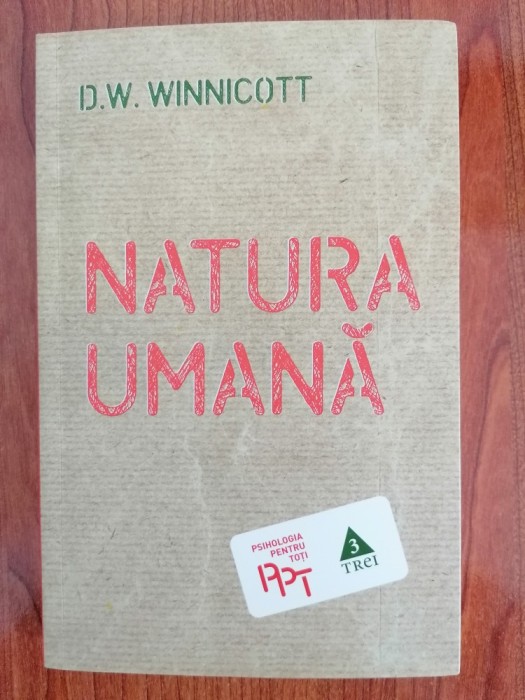 D.W. WINNICOTT
NATURA
UMANĂ
PSIHOLOGIA
PENTRU
TOȚI
PPT
3
TREI